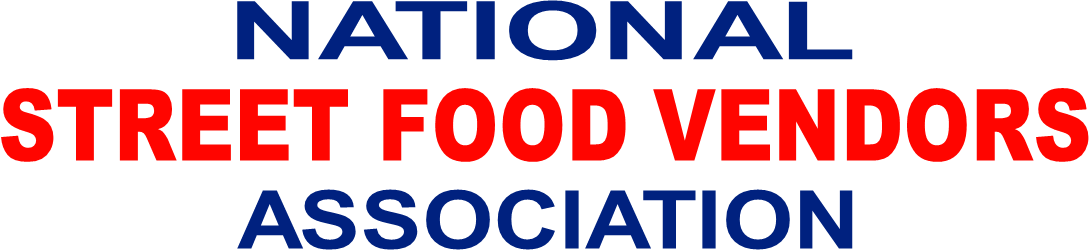 NATIONAL
STREET FOOD VENDORS
ASSOCIATION